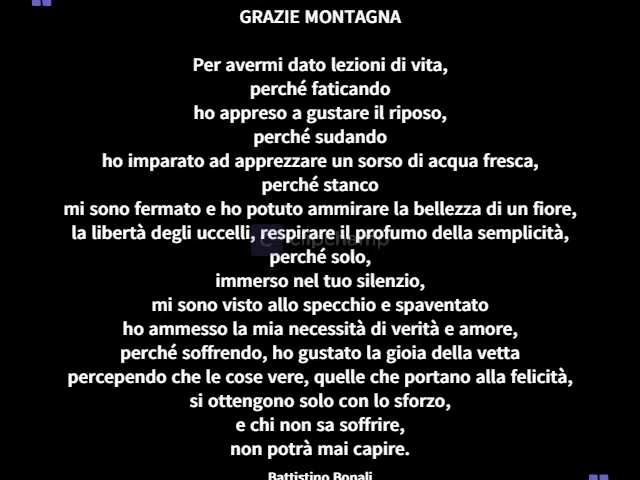 GRAZIE MONTAGNA
Per avermi dato lezioni di vita,
perché faticando
ho appreso a gustare il riposo,
perché sudando
ho imparato ad apprezzare un sorso di acqua fresca,
perché stanco
mi sono fermato e ho potuto ammirare la bellezza di un fiore,
la libertà degli uccelli, respirare il profumo della semplicità,
clipchamp
perché solo,
immerso nel tuo silenzio,
mi sono visto allo specchio e spaventato
ho ammesso la mia necessità di verità e amore,
perché soffrendo, ho gustato la gioia della vetta
percependo che le cose vere, quelle che portano alla felicità,
si ottengono solo con lo sforzo,
e chi non sa soffrire,
non potrà mai capire.
Battistino Bonali